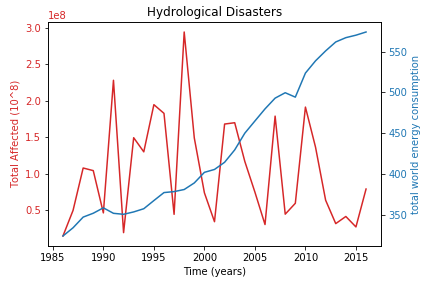 Hydrological Disasters
1e8
3.0
2.5
2.0
1.5
1.0
0.5
Total Affected (10^8)
550
500
450
400
350
total world energy consumption
1985 1990 1995 2000 2005 2010 2015
Time (years)